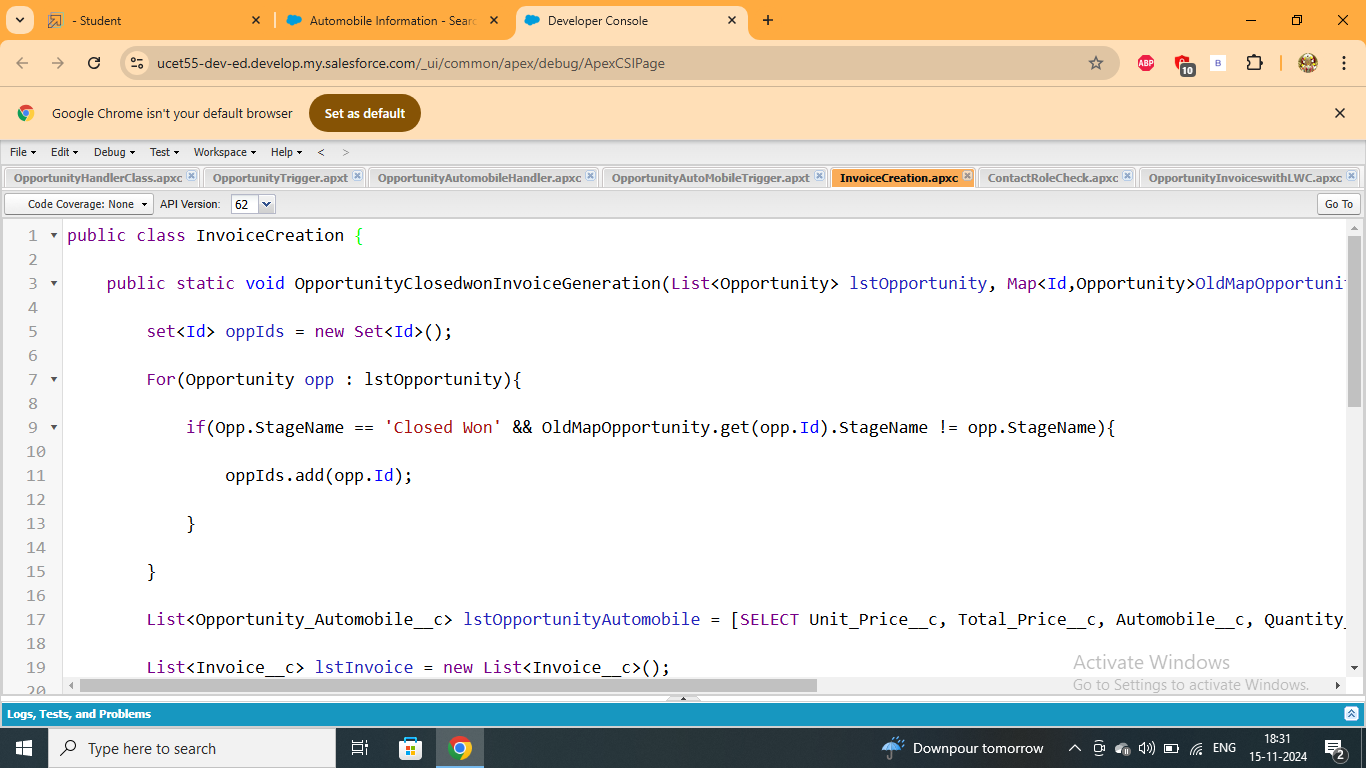 - Student
Automobile Information - Sear
Developer Console
ucet55-dev-ed.develop.my.salesforce.com/_ui/common/apex/debug/ApexCSIPage
ABP
10
B
Google Chrome isn't your default browser
Set as default
File
Edit
Debug
Test
Workspace
Help
<
>
OpportunityHandlerClass.apxc
OpportunityTrigger.apxt
OpportunityAutomobileHandler.apxc
OpportunityAutoMobileTrigger.apxt
InvoiceCreation.apxc
ContactRoleCheck.apxc
OpportunityInvoiceswithLWC.apxc
Code Coverage: None
API Version:
62
Go To
1 public class InvoiceCreation {
2
3 public static void OpportunityClosedwonInvoiceGeneration(List<Opportunity> lstOpportunity, Map<Id,Opportunity>OldMapOpportuni
4
5 set<Id> oppIds = new Set<Id>();
6
7 For(Opportunity opp : lstOpportunity){
8
9 if(Opp.StageName == 'Closed Won' && OldMapOpportunity.get(opp.Id).StageName != opp.StageName){
10
11 oppIds.add(opp.Id);
12
13 }
14
15 }
16
17 List<Opportunity_Automobile__c> lstOpportunityAutomobile = [SELECT Unit_Price__c, Total_Price__c, Automobile__c, Quantity_
18
19 List<Invoice__c> lstInvoice = new List<Invoice__c>();
20
Activate Windows
Go to Settings to activate Windows.
Logs, Tests, and Problems
Type here to search
Downpour tomorrow
ENG
18:31
15-11-2024
2